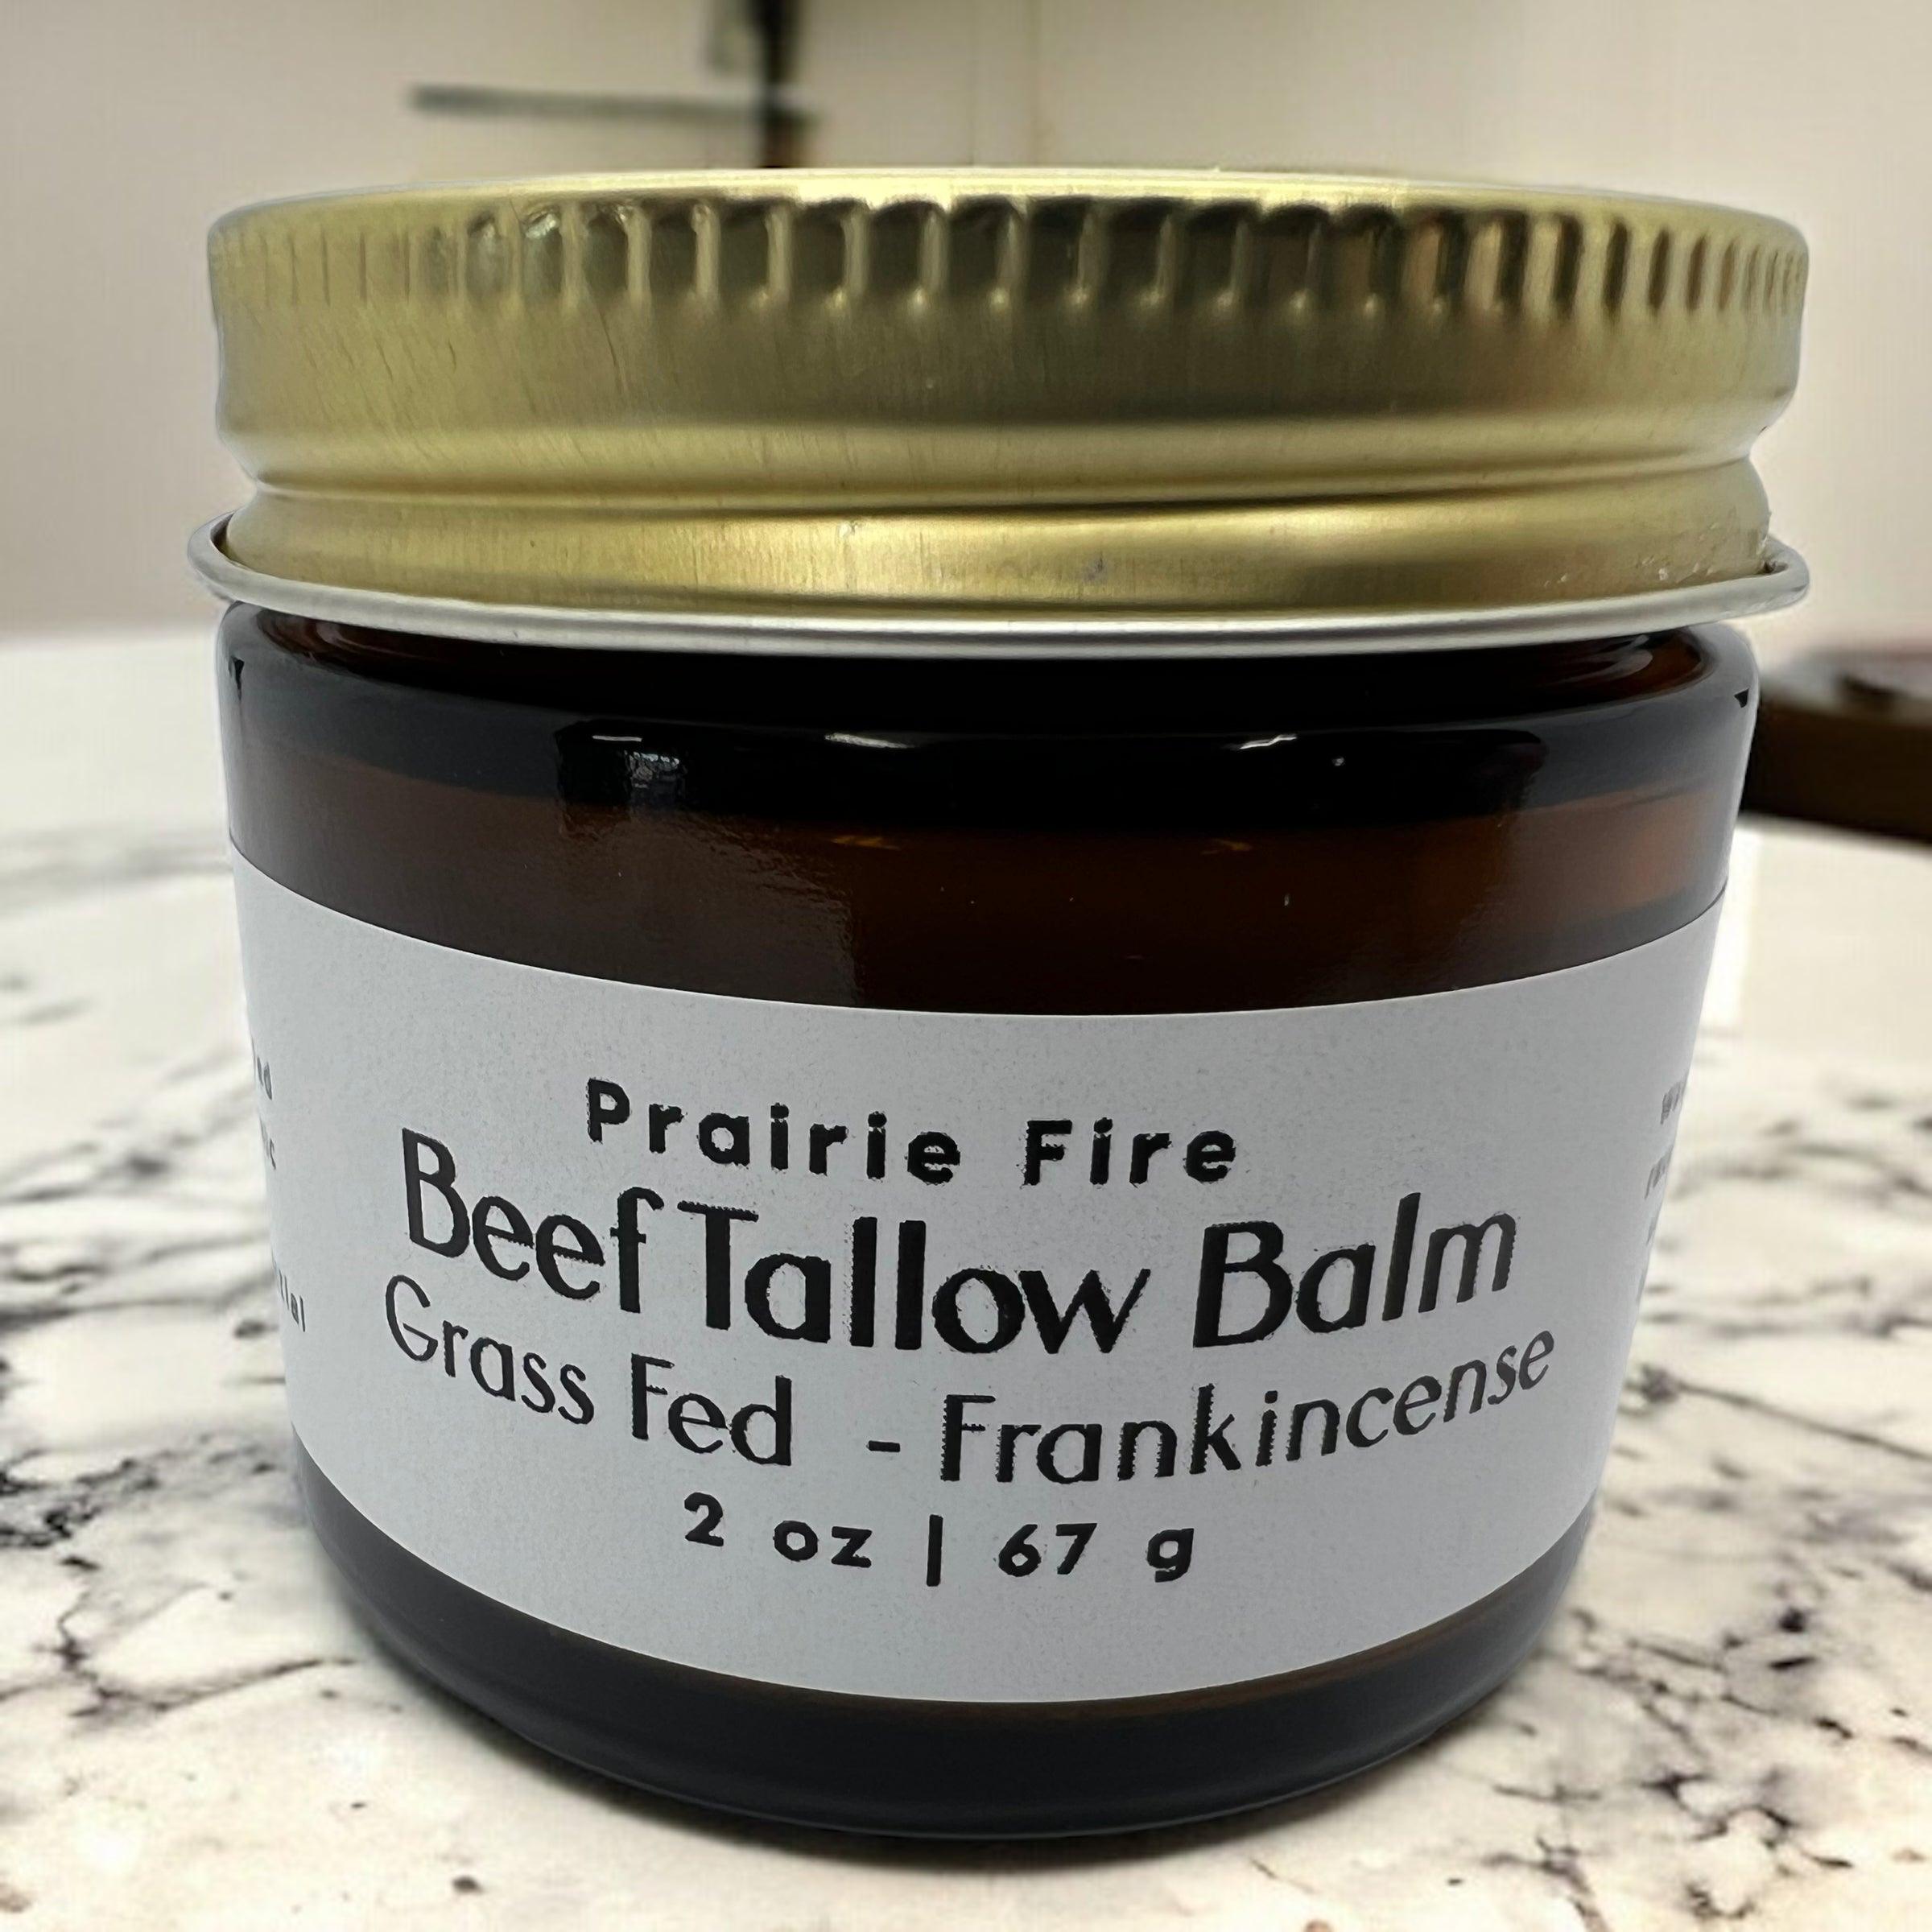 Prairie Fire
Beef Tallow Balm
Grass Fed - Frankincense
2 oz | 67 g